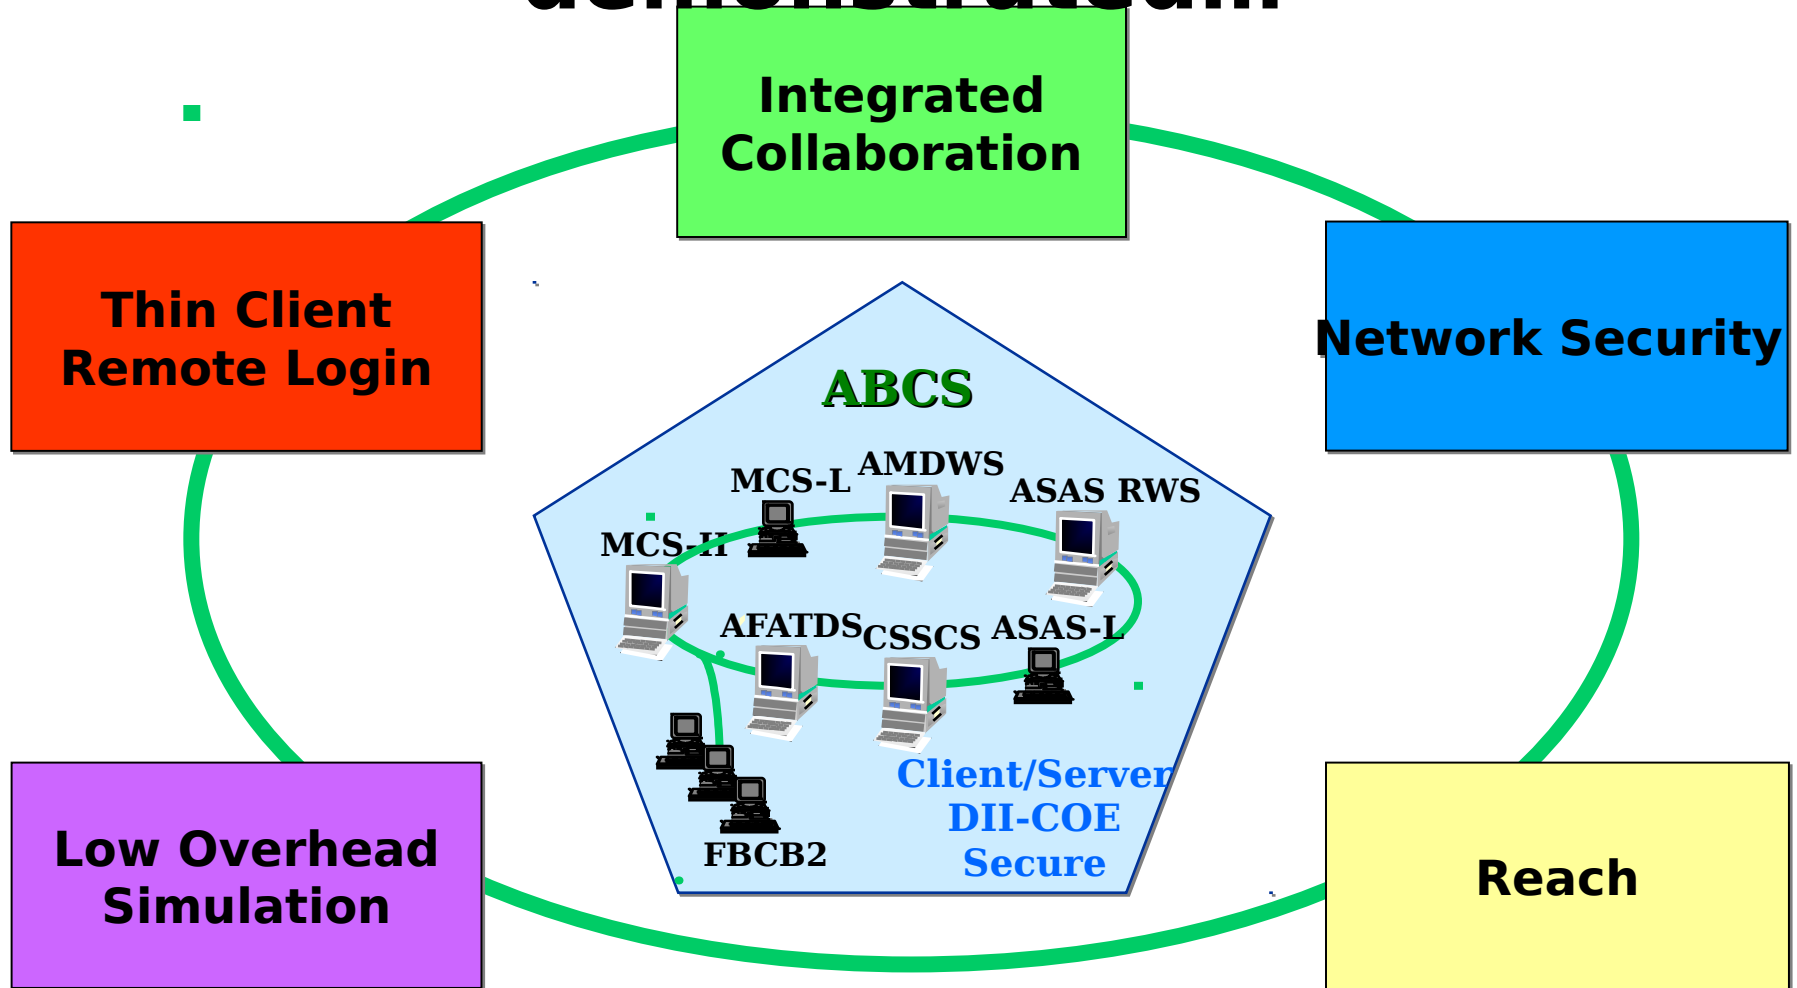 Integrated
Collaboration
Thin Client
Remote Login
Network Security
ABCS
AMDWS
MCS-L
ASAS RWS
MCS-H
AFATDS
CSSCS
ASAS-L
Client/Server
DII-COE
Secure
FBCB2
Low Overhead
Simulation
Reach